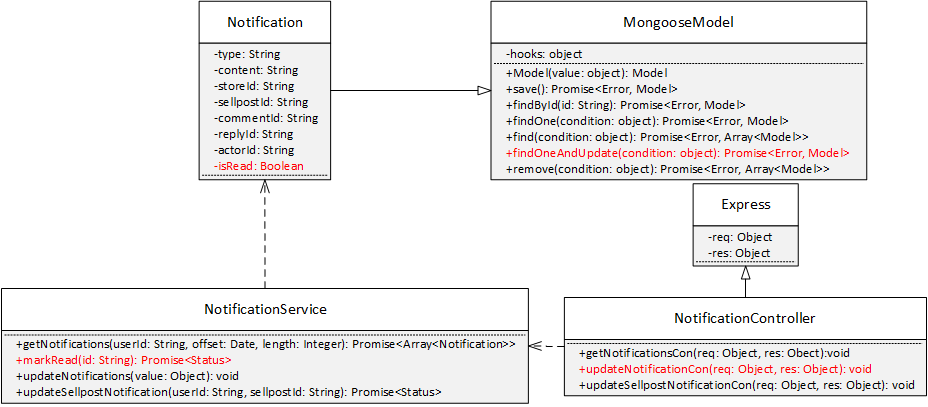 Notification
-type: String
-content: String
-storeId: String
-sellpostId: String
-commentId: String
-replyId: String
-actorId: String
-isRead: Boolean
MongooseModel
-hooks: object
+Model(value: object): Model
+save(): Promise<Error, Model>
+findById(id: String): Promise<Error, Model>
+findOne(condition: object): Promise<Error, Model>
+find(condition: object): Promise<Error, Array<Model>>
+findOneAndUpdate(condition: object): Promise<Error, Model>
+remove(condition: object): Promise<Error, Array<Model>>
Express
-req: Object
-res: Object
NotificationService
+getNotifications(userId: String, offset: Date, length: Integer): Promise<Array<Notification>>
+markRead(id: String): Promise<Status>
+updateNotifications(value: Object): void
+updateSellpostNotification(userId: String, sellpostId: String): Promise<Status>
NotificationController
+getNotificationsCon(req: Object, res: Obect):void
+updateNotificationCon(req: Object, res: Object): void
+updateSellpostNotificationCon(req: Object, res: Object): void